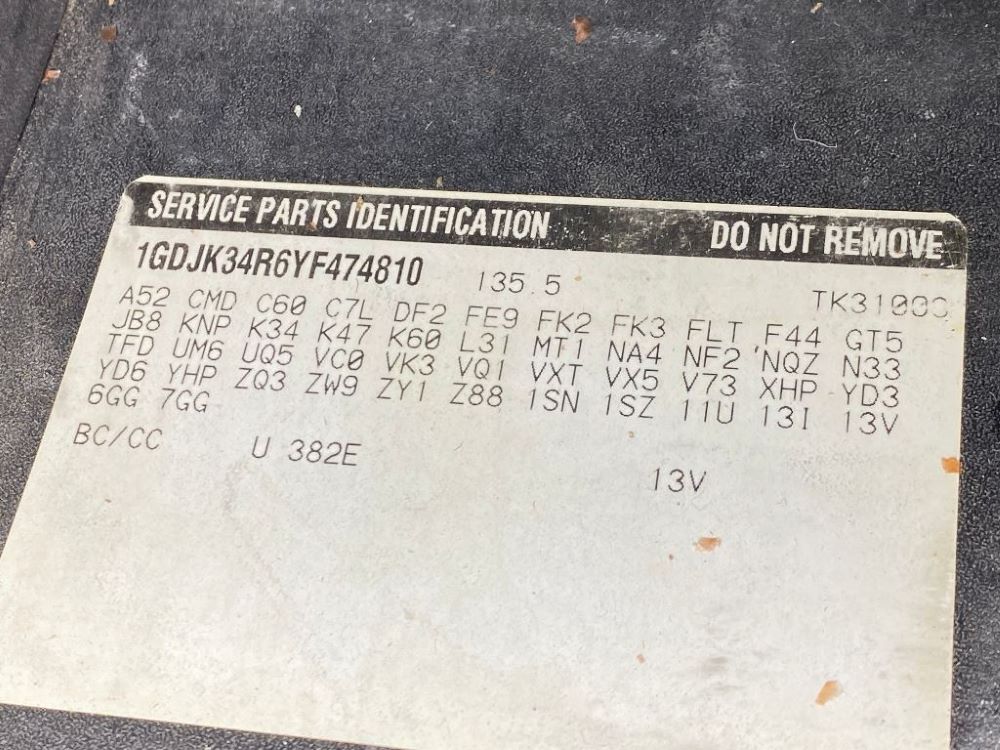 SERVICE PARTS IDENTIFICATION DO NOT REMOVE
1GDJK34R6YF474810 135.5
A52 CMD C60 C7L DF2 FE9 FK2 FK3 FLT F44 GT5
JB8 KNP K34 K47 K60 L31 MT1 NA4 NF2 NQZ N33
TFD UM6 UQ5 VC0 VK3 VQ1 VXT VX5 V73 XHP YD3
YD6 YHP ZQ3 ZW9 ZY1 Z88 1SN 1SZ 11U 13I 13V
6GG 7GG
BC/CC U 382E 13V